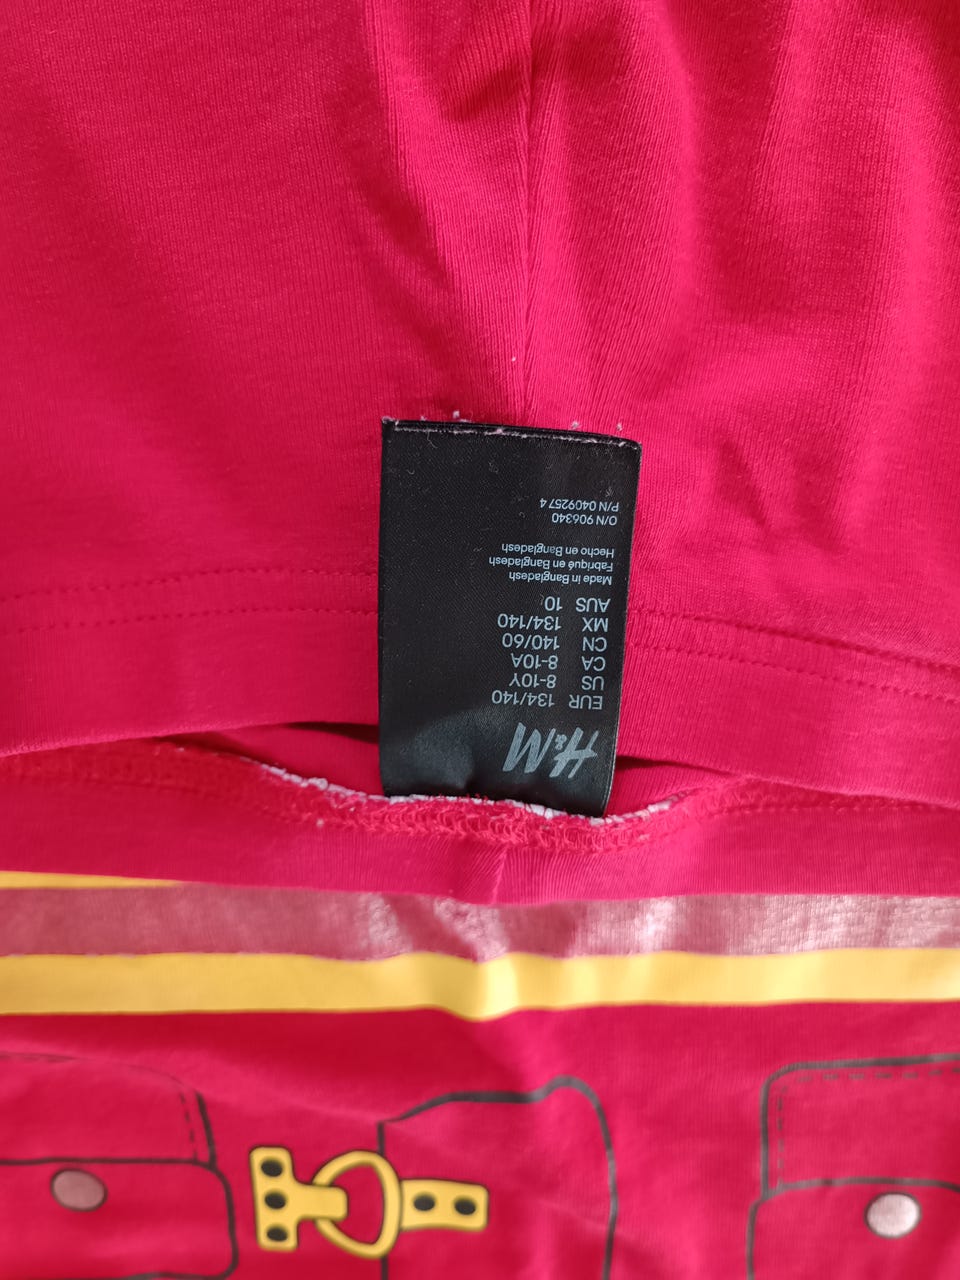 H&M
EUR 134/140
US 8-10Y
CA 8-10A
CN 140/60
MX 134/140
AUS 10
Made in Bangladesh
Fabriqué en Bangladesh
Hecho en Bangladesh
O/N 906340
P/N 0409257 4